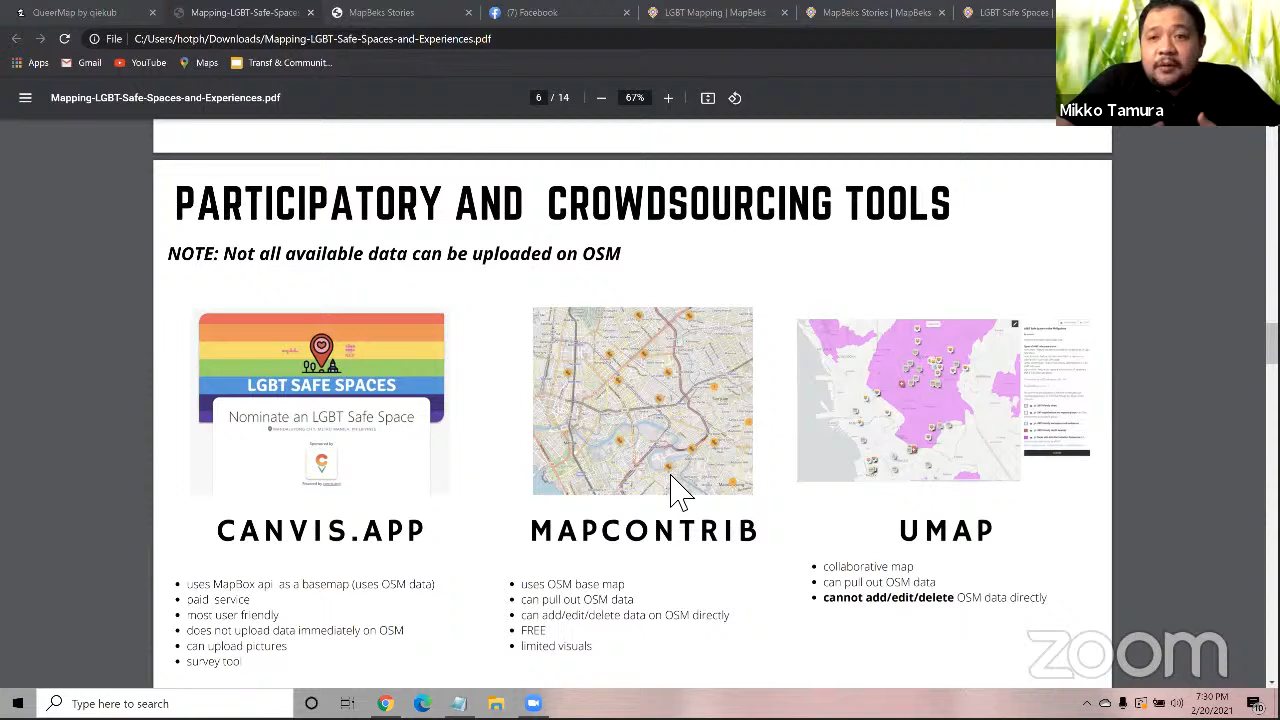 QueerMap by qiekub
Mapping-LGBT-Safe-Spaces-and-E
MapBeks Stories
(7) Facebook
LGBT Mapping | MapBeks
MapBeks Stories | MapBeks
LGBT Safe Spaces |
File
C:/Users/hotph/Downloads/Mapping-LGBT-Safe-Spaces-and-Experiences.pdf
Apps
Gmail
YouTube
Maps
Transf & Communit...
Mapping-LGBT-Safe-Spaces-and-Experiences.pdf
6 / 14
67%
Mikko Tamura
PARTICIPATORY AND CROWDSOURCING TOOLS
NOTE: Not all available data can be uploaded on OSM
LGBT SAFE SPACES
Nominate an LGBT Safe Space
Sponsored by
Powered by
CANVIS.APP
MAPCONTRIB
UMAP
uses MapBox api as a basemap (uses OSM data)
paid service
most user friendly
does not upload data immediately on OSM
can upload pictures
survey tool
uses OSM base map
can pull out OSM data
can add/edit/delete data on OSM directly
FREE
limited visuals
collaborative map
can pull out OSM data
cannot add/edit/delete OSM data directly
zoom
Type here to search
7:30 PM